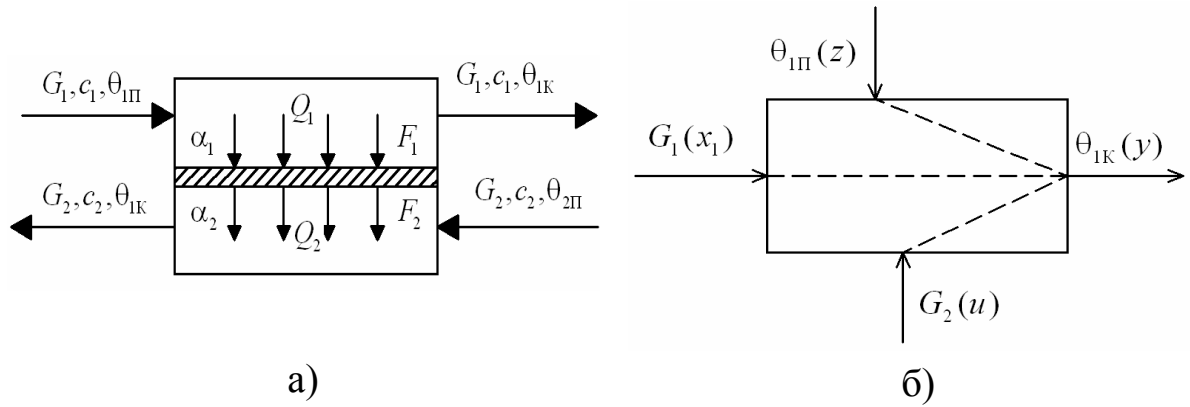 G₁,c₁,θ₁П
G₁,c₁,θ₁К
Q₁
α₁
F₁
G₂,c₂,θ₁К
G₂,c₂,θ₂П
α₂
F₂
Q₂
а)
θ₁П(z)
G₁(x₁)
θ₁К(y)
G₂(u)
б)